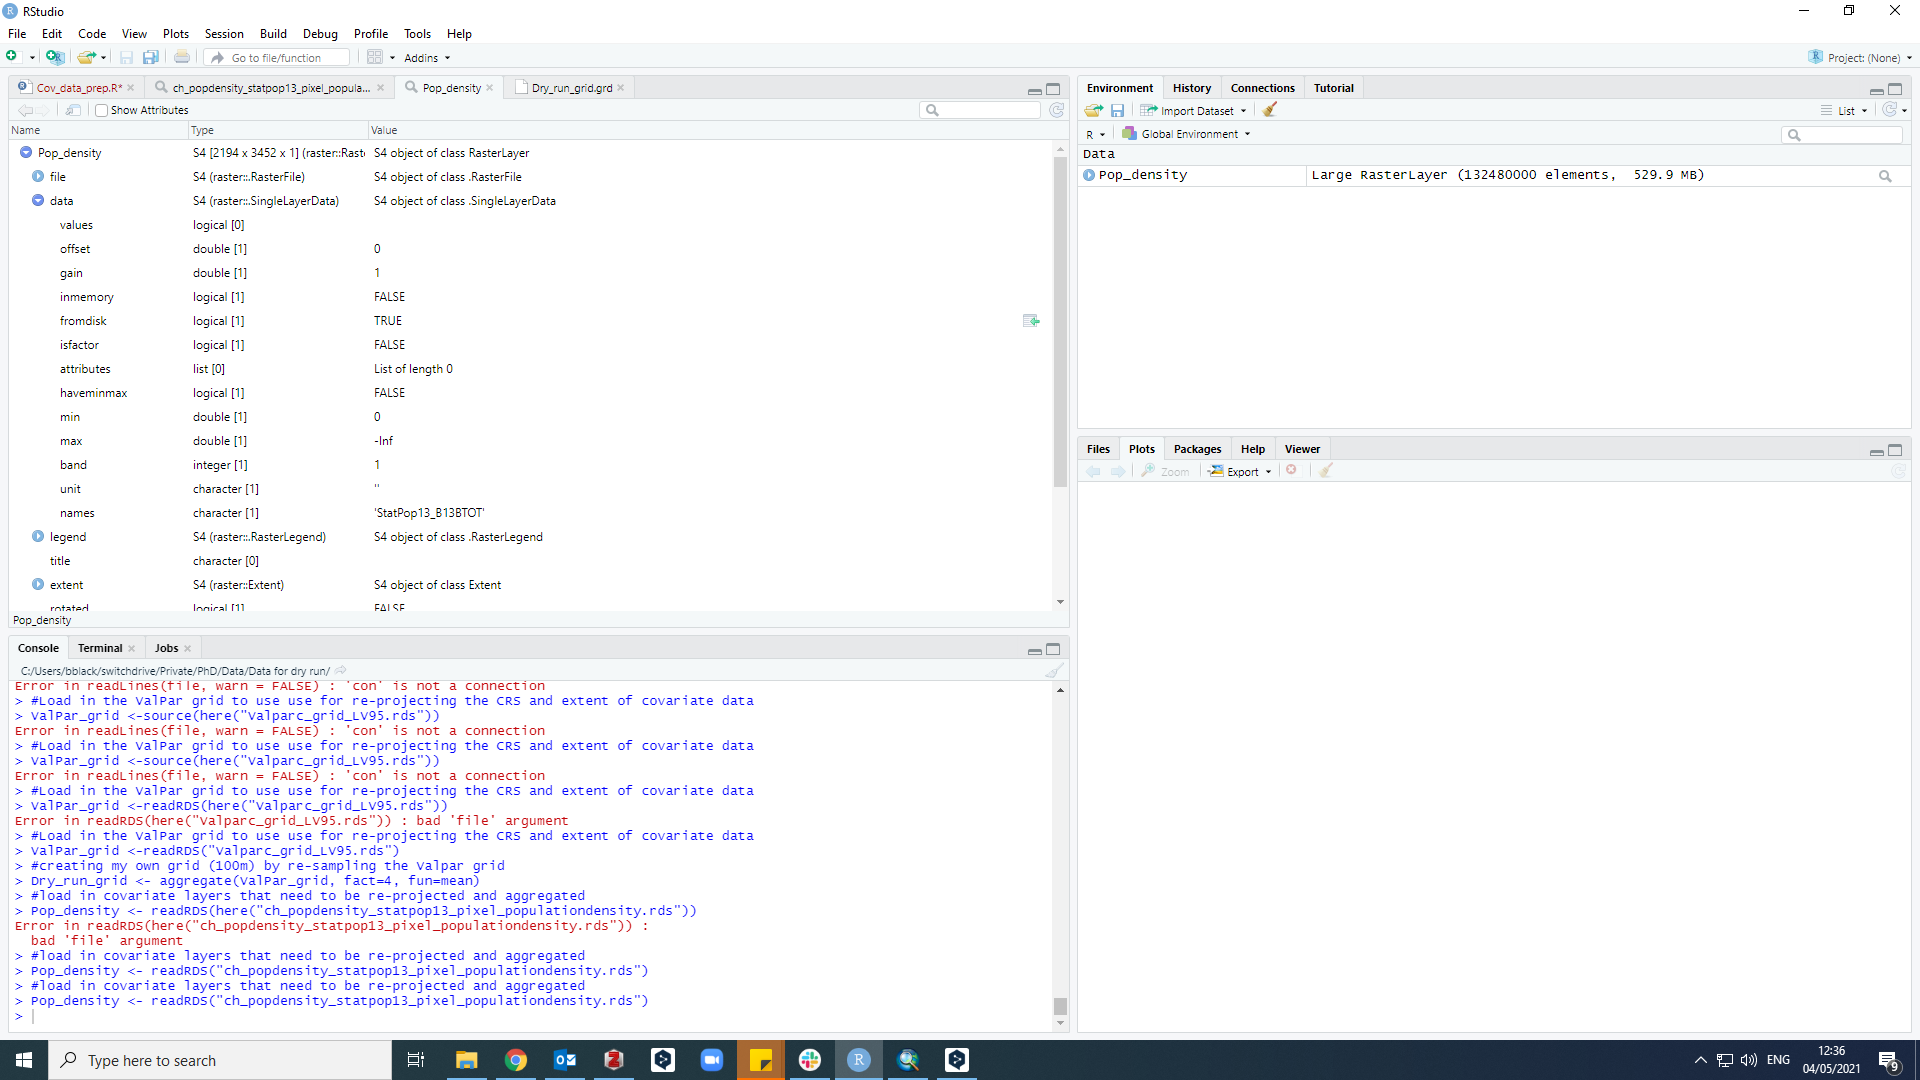 RStudio
File Edit Code View Plots Session Build Debug Profile Tools Help
Go to file/function Addins Project: (None)
Cov_data_prep.R* ch_popdensity_statpop13_pixel_popula... Pop_density Dry_run_grid.grd
Show Attributes
Name Type Value
Pop_density S4 [2194 x 3452 x 1] (raster::Raste S4 object of class RasterLayer
file S4 (raster::.RasterFile) S4 object of class .RasterFile
data S4 (raster::.SingleLayerData) S4 object of class .SingleLayerData
values logical [0]
offset double [1] 0
gain double [1] 1
inmemory logical [1] FALSE
fromdisk logical [1] TRUE
isfactor logical [1] FALSE
attributes list [0] List of length 0
haveminmax logical [1] FALSE
min double [1] 0
max double [1] -Inf
band integer [1] 1
unit character [1] ''
names character [1] 'StatPop13_B13BTOT'
legend S4 (raster::.RasterLegend) S4 object of class .RasterLegend
title character [0]
extent S4 (raster::Extent) S4 object of class Extent
rotated logical [1] FALSE
Pop_density
Console Terminal Jobs
C:/Users/bblack/switchdrive/Private/PhD/Data/Data for dry run/
Error in readLines(file, warn = FALSE) : 'con' is not a connection
> #Load in the ValPar grid to use use for re-projecting the CRS and extent of covariate data
> ValPar_grid <-source(here("Valparc_grid_LV95.rds"))
Error in readLines(file, warn = FALSE) : 'con' is not a connection
> #Load in the ValPar grid to use use for re-projecting the CRS and extent of covariate data
> ValPar_grid <-source(here("Valparc_grid_LV95.rds"))
Error in readLines(file, warn = FALSE) : 'con' is not a connection
> #Load in the ValPar grid to use use for re-projecting the CRS and extent of covariate data
> ValPar_grid <-readRDS(here("Valparc_grid_LV95.rds"))
Error in readRDS(here("Valparc_grid_LV95.rds")) : bad 'file' argument
> #Load in the ValPar grid to use use for re-projecting the CRS and extent of covariate data
> ValPar_grid <-readRDS("Valparc_grid_LV95.rds")
> #creating my own grid (100m) by re-sampling the Valpar grid
> Dry_run_grid <- aggregate(ValPar_grid, fact=4, fun=mean)
> #load in covariate layers that need to be re-projected and aggregated
> Pop_density <- readRDS(here("ch_popdensity_statpop13_pixel_populationdensity.rds"))
Error in readRDS(here("ch_popdensity_statpop13_pixel_populationdensity.rds")) :
bad 'file' argument
> #load in covariate layers that need to be re-projected and aggregated
> Pop_density <- readRDS("ch_popdensity_statpop13_pixel_populationdensity.rds")
> #load in covariate layers that need to be re-projected and aggregated
> Pop_density <- readRDS("ch_popdensity_statpop13_pixel_populationdensity.rds")
>
Environment History Connections Tutorial
Import Dataset List
R Global Environment
Data
Pop_density Large RasterLayer (132480000 elements, 529.9 MB)
Files Plots Packages Help Viewer
Zoom Export
Type here to search
ENG
12:36
04/05/2021
9